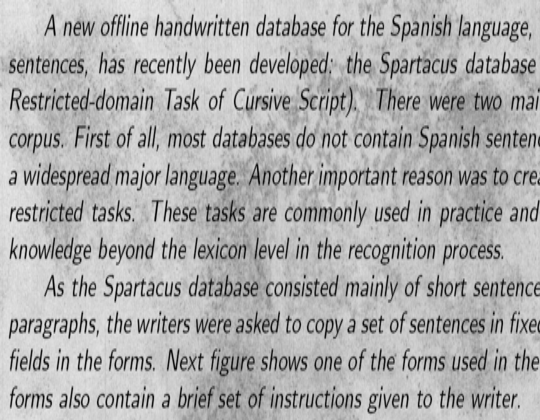 A new offline handwritten database for the Spanish language,
sentences, has recently been developed: the Spartacus database
Restricted-domain Task of Cursive Script). There were two
corpus. First of all, most databases do not contain Spanish
a widespread major language. Another important reason was to
restricted tasks. These tasks are commonly used in practice and
knowledge beyond the lexicon level in the recognition process.
As the Spartacus database consisted mainly of short
paragraphs, the writers were asked to copy a set of sentences in
fields in the forms. Next figure shows one of the forms used in the
forms also contain a brief set of instructions given to the writer.